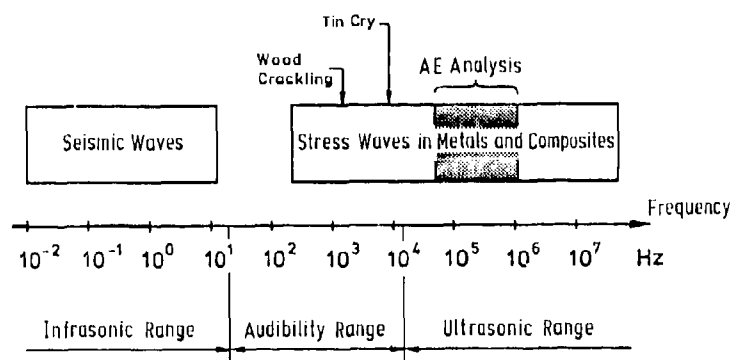 Tin Cry
Wood
Crackling
AE Analysis
Seismic Waves
Stress Waves in Metals and Composites
Frequency
10⁻² 10⁻¹ 10⁰ 10¹ 10² 10³ 10⁴ 10⁵ 10⁶ 10⁷ Hz
Infrasonic Range Audibility Range Ultrasonic Range